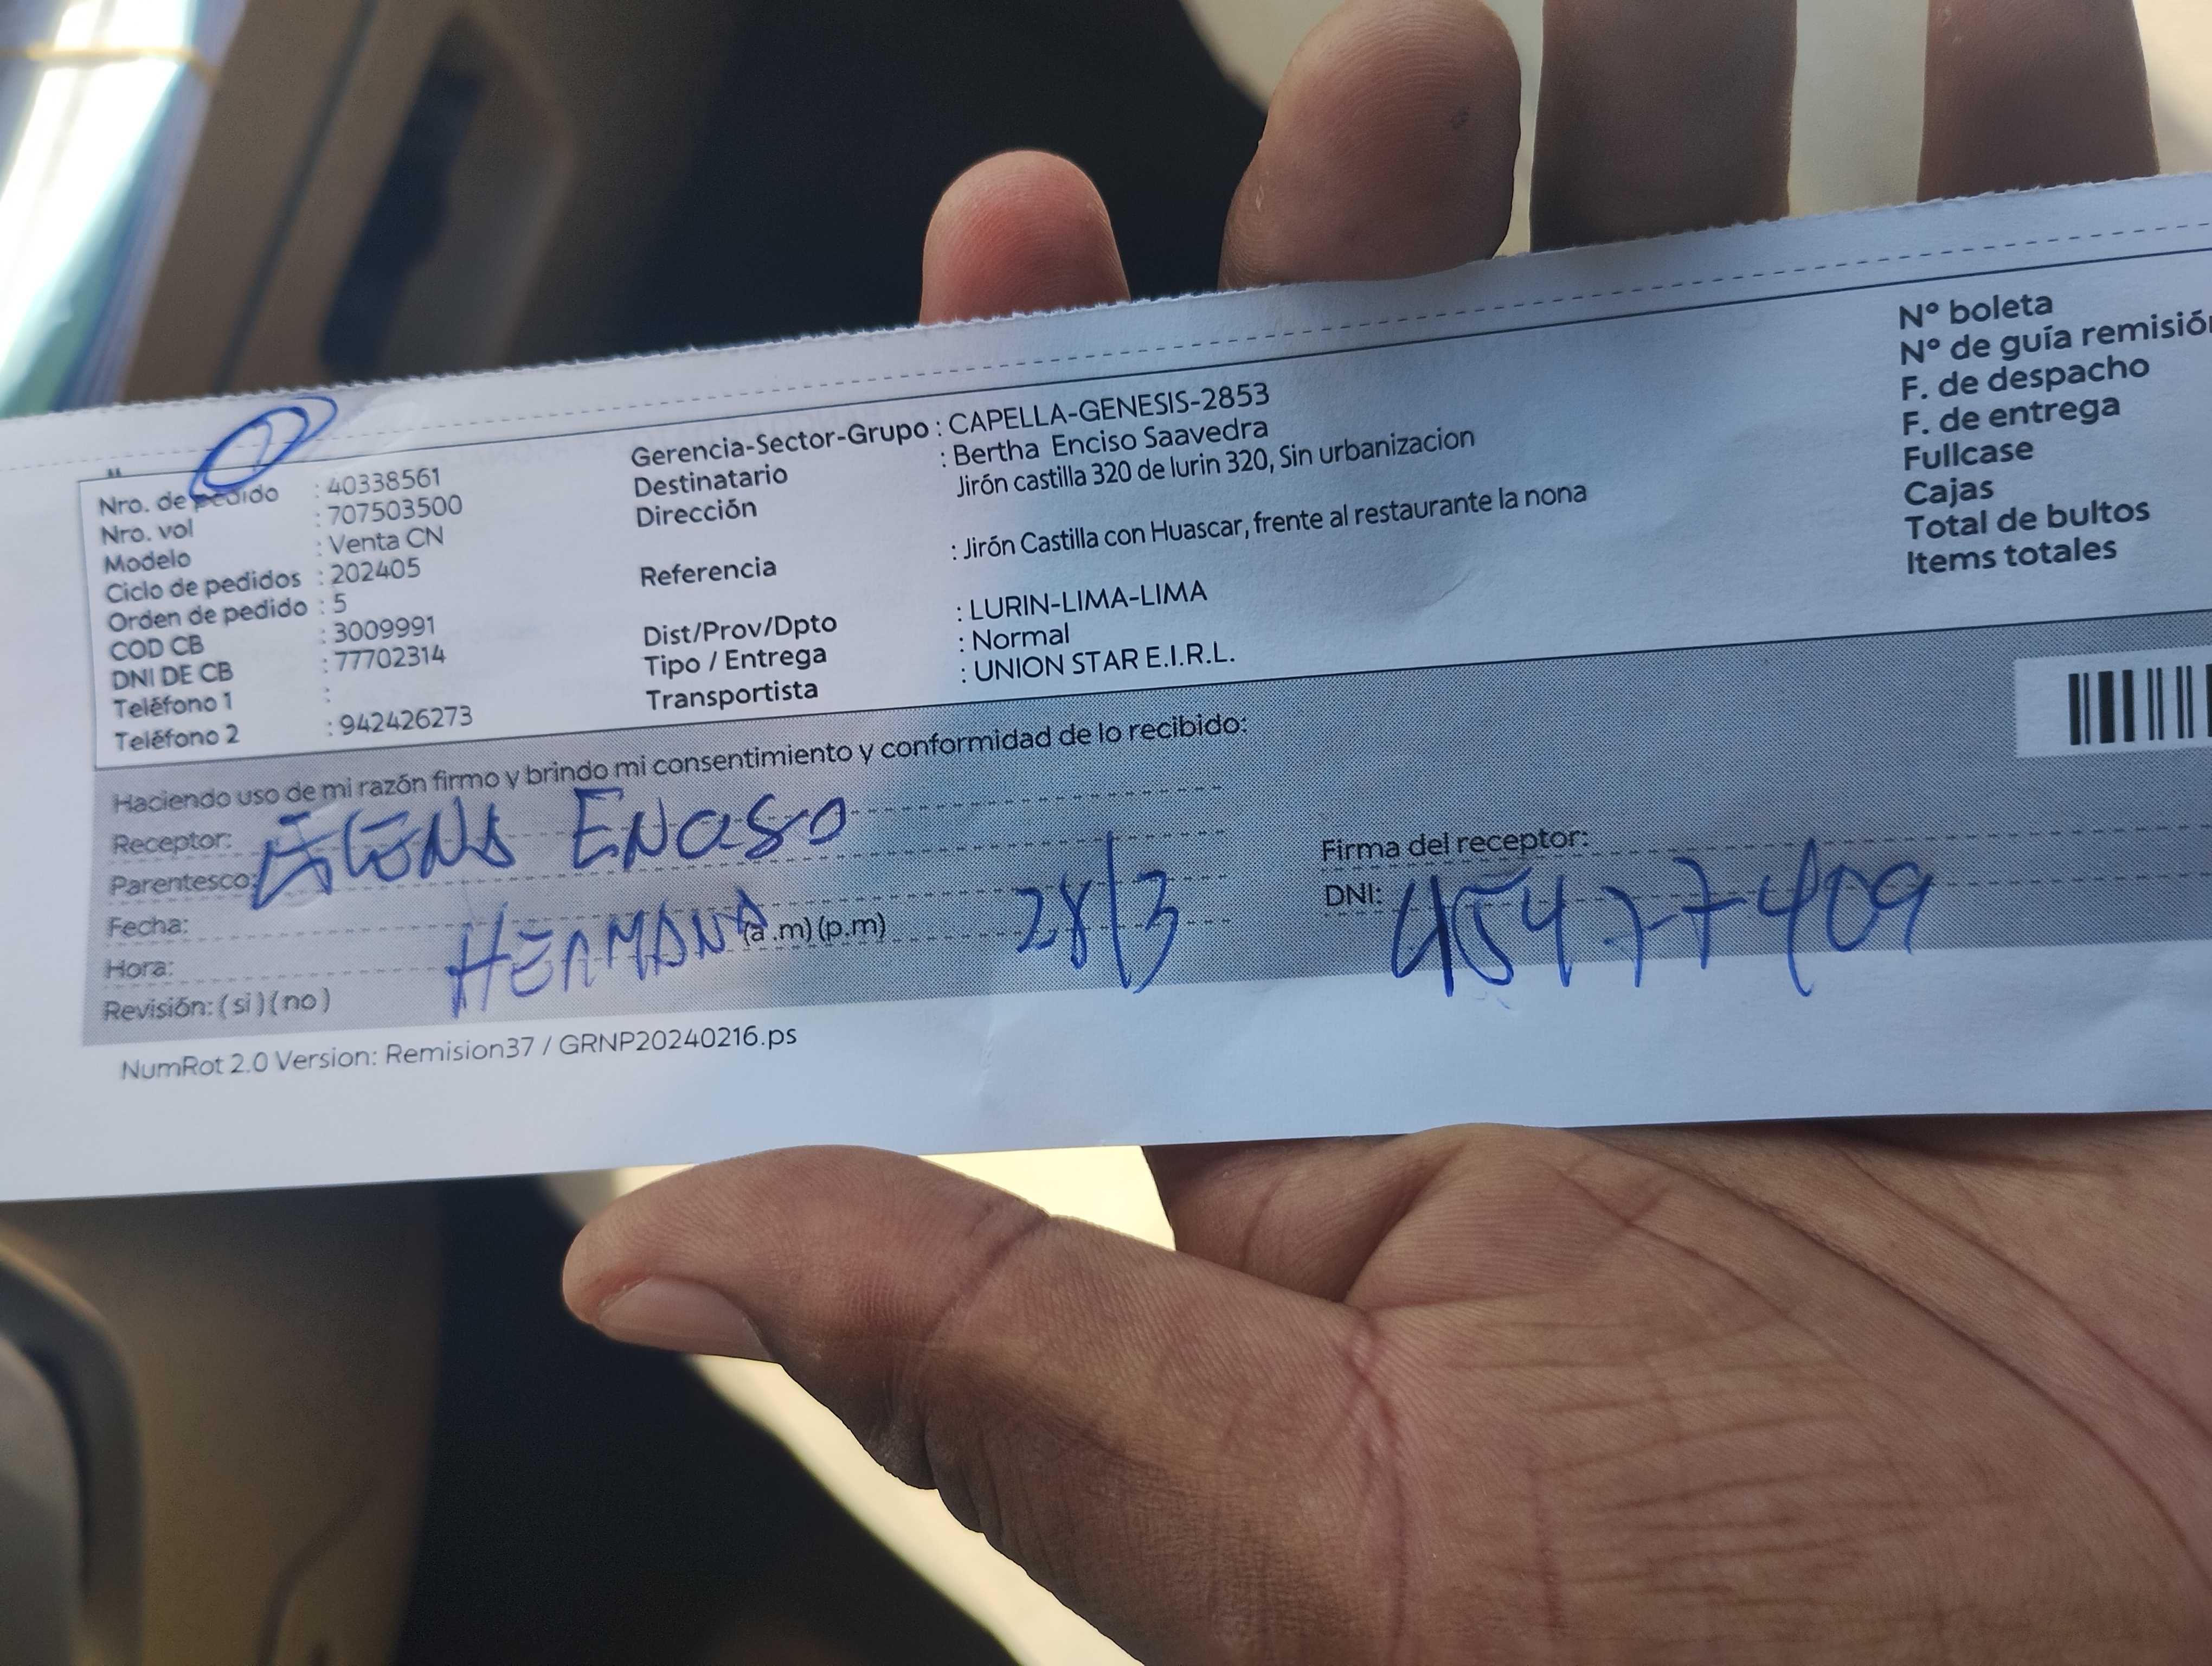 Nro. de pedido : 40338561
Nro. vol : 707503500
Modelo : Venta CN
Ciclo de pedidos : 202405
Orden de pedido : 5
COD CB : 3009991
DNI DE CB : 77702314
Teléfono 1 :
Teléfono 2 : 942426273
Gerencia-Sector-Grupo : CAPELLA-GENESIS-2853
Destinatario : Bertha Enciso Saavedra
Dirección Jirón castilla 320 de lurin 320, Sin urbanizacion
Referencia : Jirón Castilla con Huascar, frente al restaurante la nona
Dist/Prov/Dpto : LURIN-LIMA-LIMA
Tipo / Entrega : Normal
Transportista : UNION STAR E.I.R.L.
N° boleta
N° de guía remisión
F. de despacho
F. de entrega
Fullcase
Cajas
Total de bultos
Items totales
Haciendo uso de mi razón firmo y brindo mi consentimiento y conformidad de lo recibido:
Receptor: ENCISO
Parentesco:
Fecha: HERMANA 28/3
Hora: (a .m) (p.m)
Revisión: ( si ) ( no )
Firma del receptor:
DNI: 45477409
NumRot 2.0 Version: Remision37 / GRNP20240216.ps